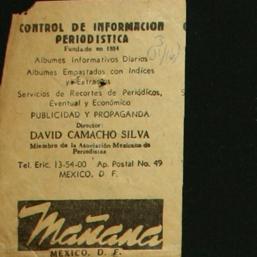 CONTROL DE INFORMACION
PERIODISTICA
Fundado en 1934
Albumes Informativos Diarios
Albumes Empastados con Indices
y Extractos
Servicios de Recortes de Periódicos,
Eventual y Económico
PUBLICIDAD Y PROPAGANDA
Director:
DAVID CAMACHO SILVA
Miembro de la Asociación Mexicana de
Periodistas
Tel. Eric. 13-54-00 Ap. Postal No. 49
MEXICO, D. F.
Mañana
MEXICO, D. F.